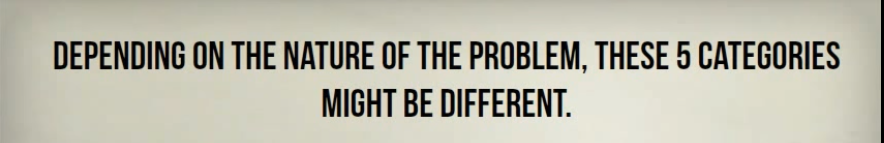 DEPENDING ON THE NATURE OF THE PROBLEM, THESE 5 CATEGORIES
MIGHT BE DIFFERENT.